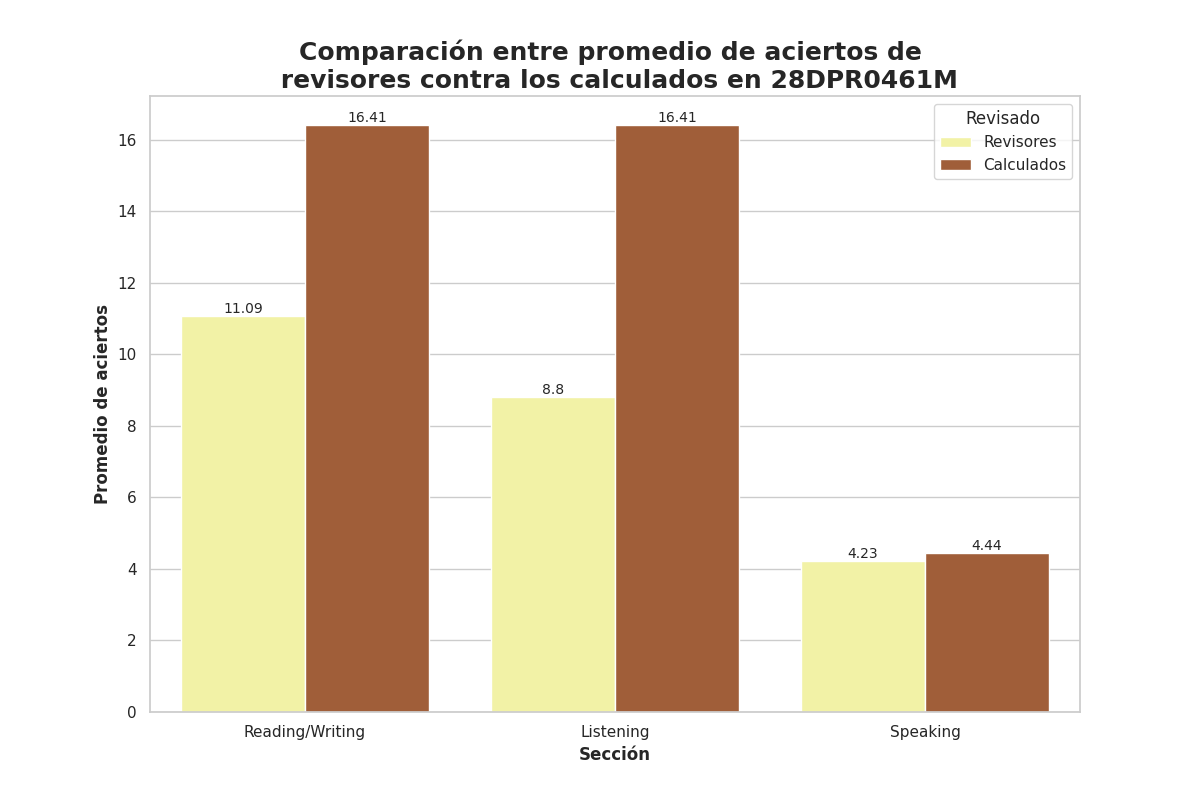 Comparación entre promedio de aciertos de
revisores contra los calculados en 28DPR0461M
Revisado
Revisores
Calculados
Promedio de aciertos
16
14
12
10
8
6
4
2
0
11.09
16.41
8.8
16.41
4.23
4.44
Reading/Writing
Listening
Speaking
Sección